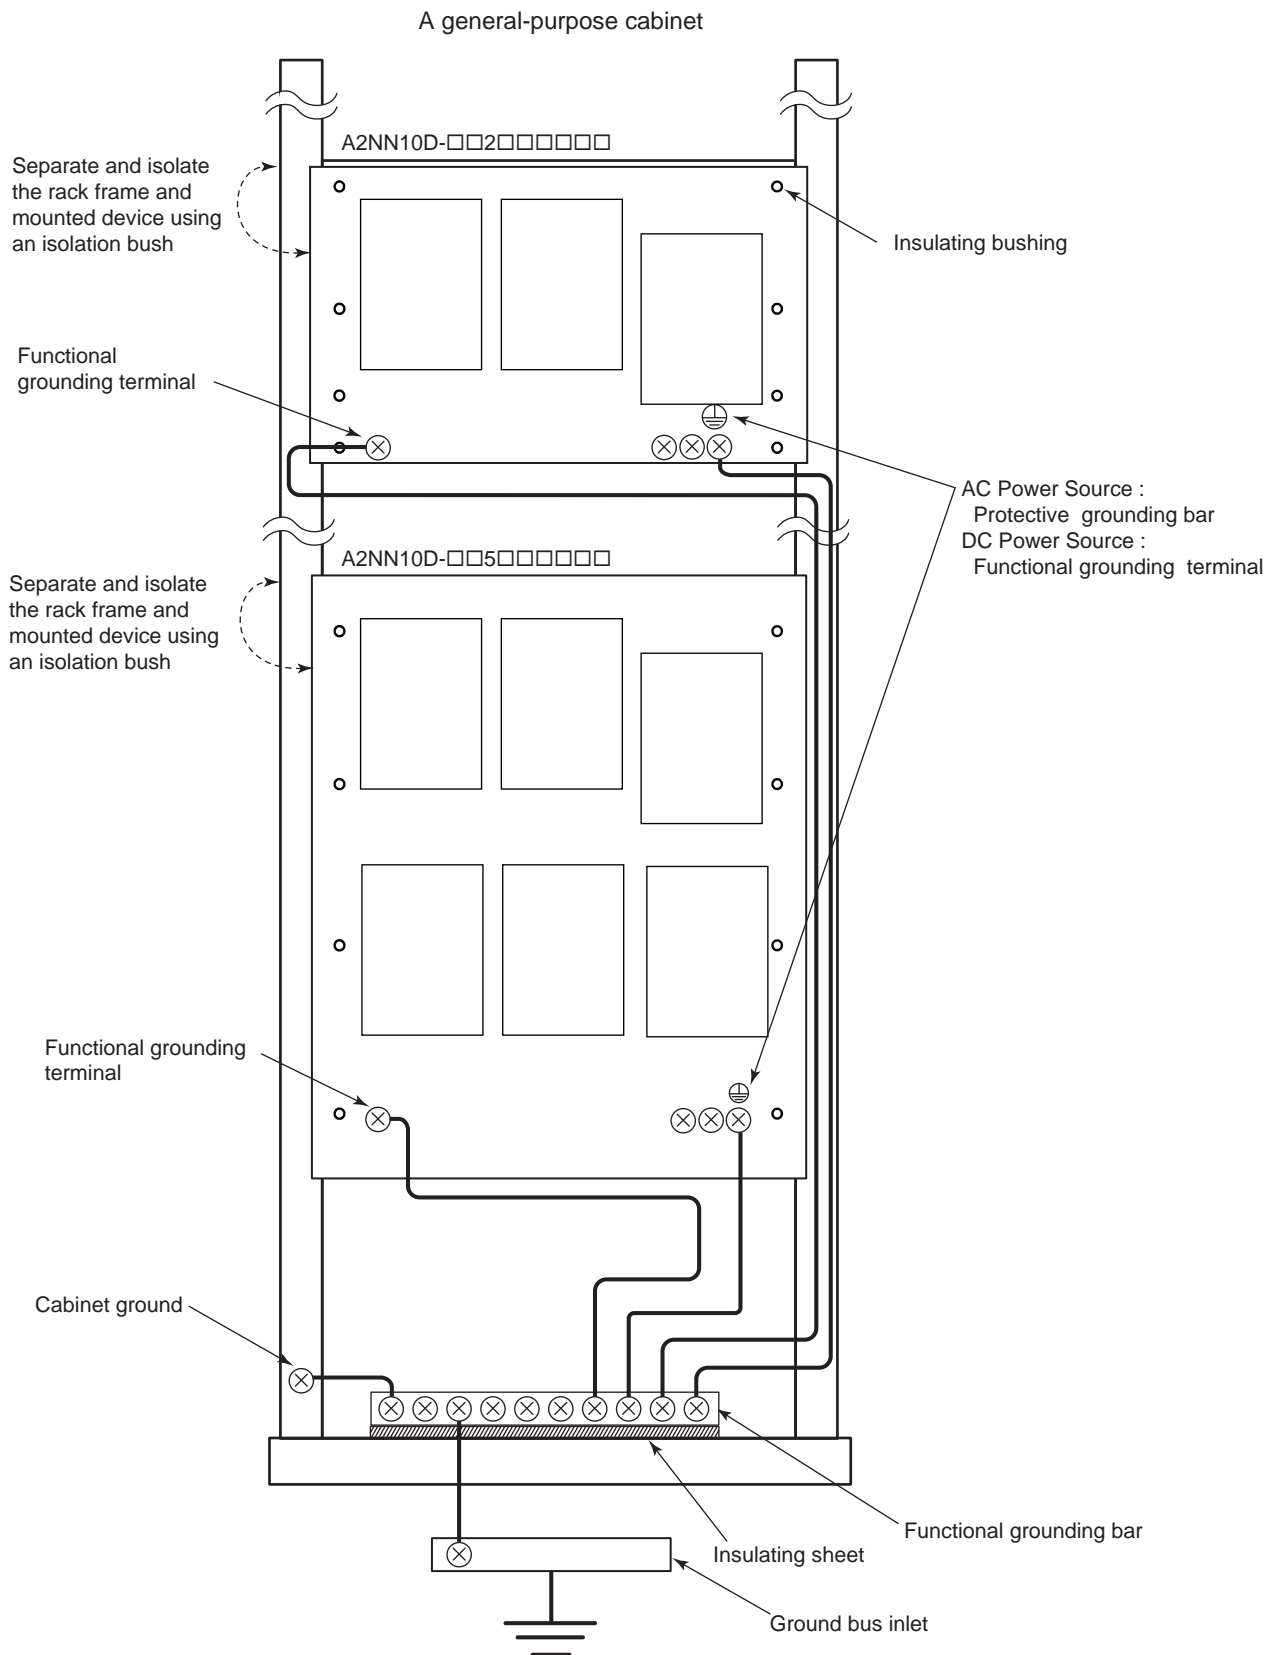 A general-purpose cabinet
A2NN10D-□□2□□□□□□
Separate and isolate
the rack frame and
mounted device using
an isolation bush
Insulating bushing
Functional
grounding terminal
AC Power Source :
Protective grounding bar
DC Power Source :
Functional grounding terminal
A2NN10D-□□5□□□□□□
Separate and isolate
the rack frame and
mounted device using
an isolation bush
Functional grounding
terminal
Cabinet ground
Functional grounding bar
Insulating sheet
Ground bus inlet